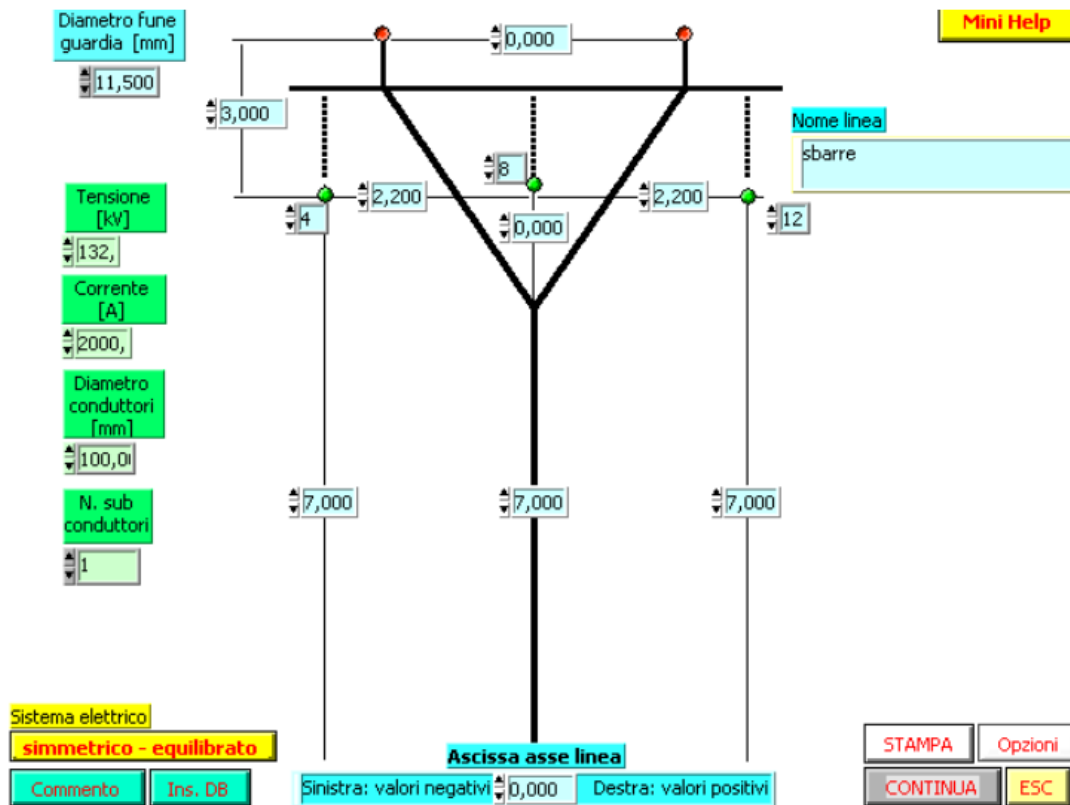 Diametro fune
guardia [mm]
11,500
0,000
Mini Help
3,000
Nome linea
sbarre
8
2,200
2,200
4
0,000
12
Tensione
[kV]
132,
Corrente
[A]
2000,
Diametro
conduttori
[mm]
100,0
N. sub
conduttori
1
7,000
7,000
7,000
Sistema elettrico
simmetrico - equilibrato
Commento
Ins. DB
Ascissa asse linea
Sinistra: valori negativi
0,000
Destra: valori positivi
STAMPA
Opzioni
CONTINUA
ESC